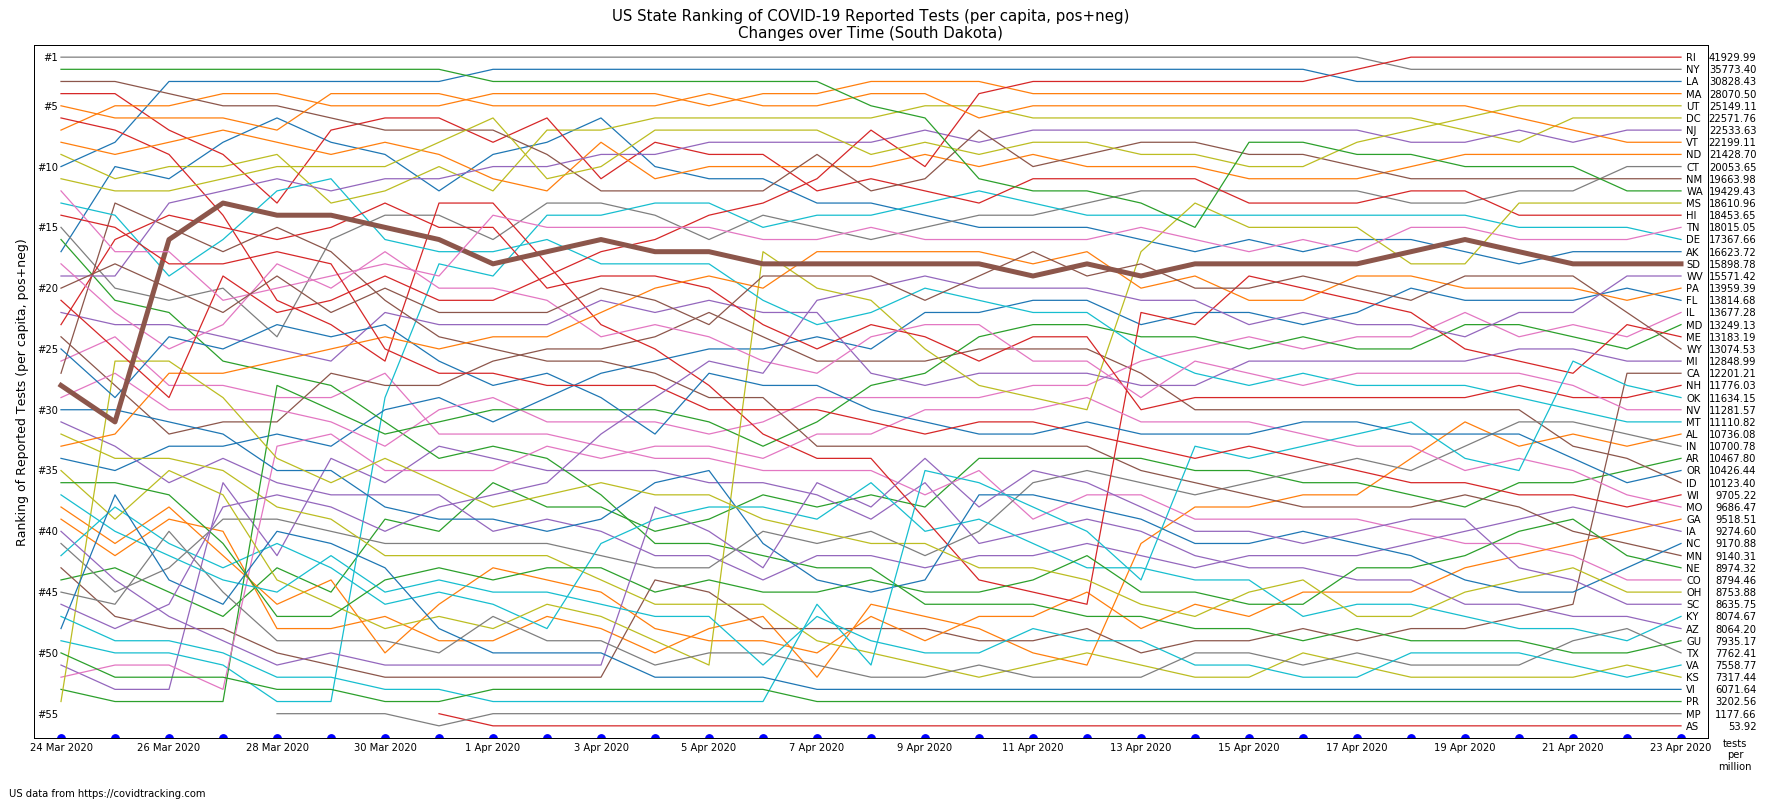 US State Ranking of COVID-19 Reported Tests (per capita, pos+neg)
Changes over Time (South Dakota)
Ranking of Reported Tests (per capita, pos+neg)
#1
#5
#10
#15
#20
#25
#30
#35
#40
#45
#50
#55
RI 41929.99
NY 35773.40
LA 30828.43
MA 28070.50
UT 25149.11
DC 22571.76
NJ 22533.63
VT 22199.11
ND 21428.70
CT 20053.65
NM 19663.98
WA 19429.43
MS 18610.96
HI 18453.65
TN 18015.05
DE 17367.66
AK 16623.72
SD 15898.78
WV 15571.42
PA 13959.39
FL 13814.68
IL 13677.28
MD 13249.13
ME 13183.19
WY 13074.53
MI 12848.99
CA 12201.21
NH 11776.03
OK 11634.15
NV 11281.57
MT 11110.82
AL 10736.08
IN 10700.78
AR 10467.80
OR 10426.44
ID 10123.40
WI 9705.22
MO 9686.47
GA 9518.51
IA 9274.60
NC 9170.88
MN 9140.31
NE 8974.32
CO 8794.46
OH 8753.88
SC 8635.75
KY 8074.67
AZ 8064.20
GU 7935.17
TX 7762.41
VA 7558.77
KS 7317.44
VI 6071.64
PR 3202.56
MP 1177.66
AS 53.92
24 Mar 2020 26 Mar 2020 28 Mar 2020 30 Mar 2020 1 Apr 2020 3 Apr 2020 5 Apr 2020 7 Apr 2020 9 Apr 2020 11 Apr 2020 13 Apr 2020 15 Apr 2020 17 Apr 2020 19 Apr 2020 21 Apr 2020 23 Apr 2020
tests
per
million
US data from https://covidtracking.com